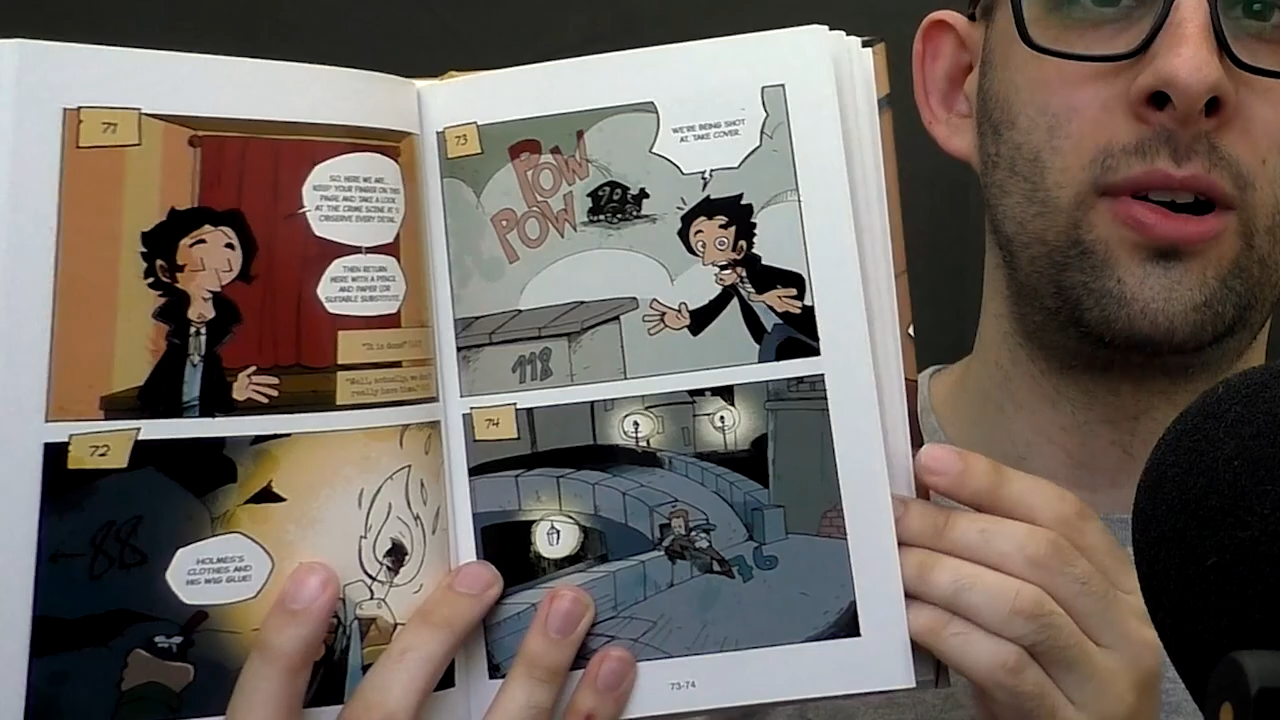 71
SO, HERE WE ARE...
KEEP YOUR FINGER ON THIS
PAGE AND TAKE A LOOK
AT THE CRIME SCENE AT
OBSERVE EVERY DETAIL.
THEN RETURN
HERE WITH A PENCIL
AND PAPER (OR
SUITABLE SUBSTITUTE.
"It is done"
"Well, actually, we don't
really have time."
72
←88
HOLMES'S
CLOTHES AND
HIS WIG GLUE!
73
POW
POW
70
WE'RE BEING SHOT
AT. TAKE COVER.
118
74
76
73-74